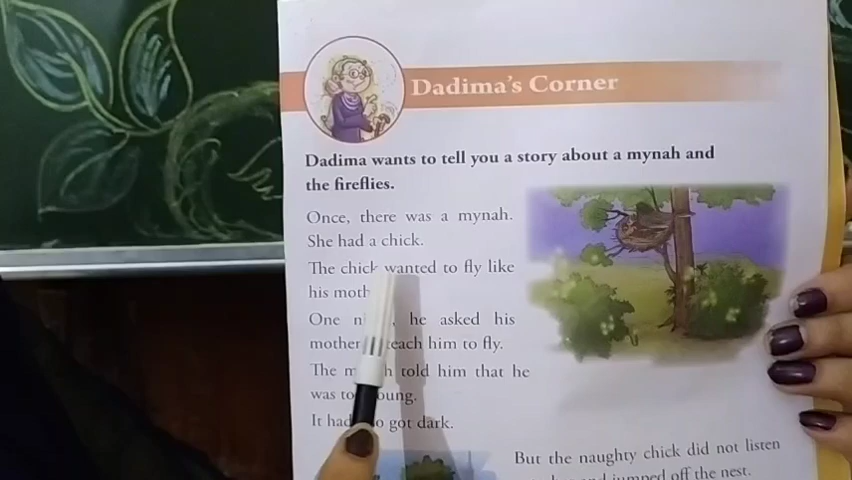 Dadima's Corner
Dadima wants to tell you a story about a mynah and
the fireflies.
Once, there was a mynah.
She had a chick.
The chick wanted to fly like
his
One he asked his
mother teach him to fly.
The told him that he
was
It got dark.
But the naughty chick did not listen
and jumped off the nest.